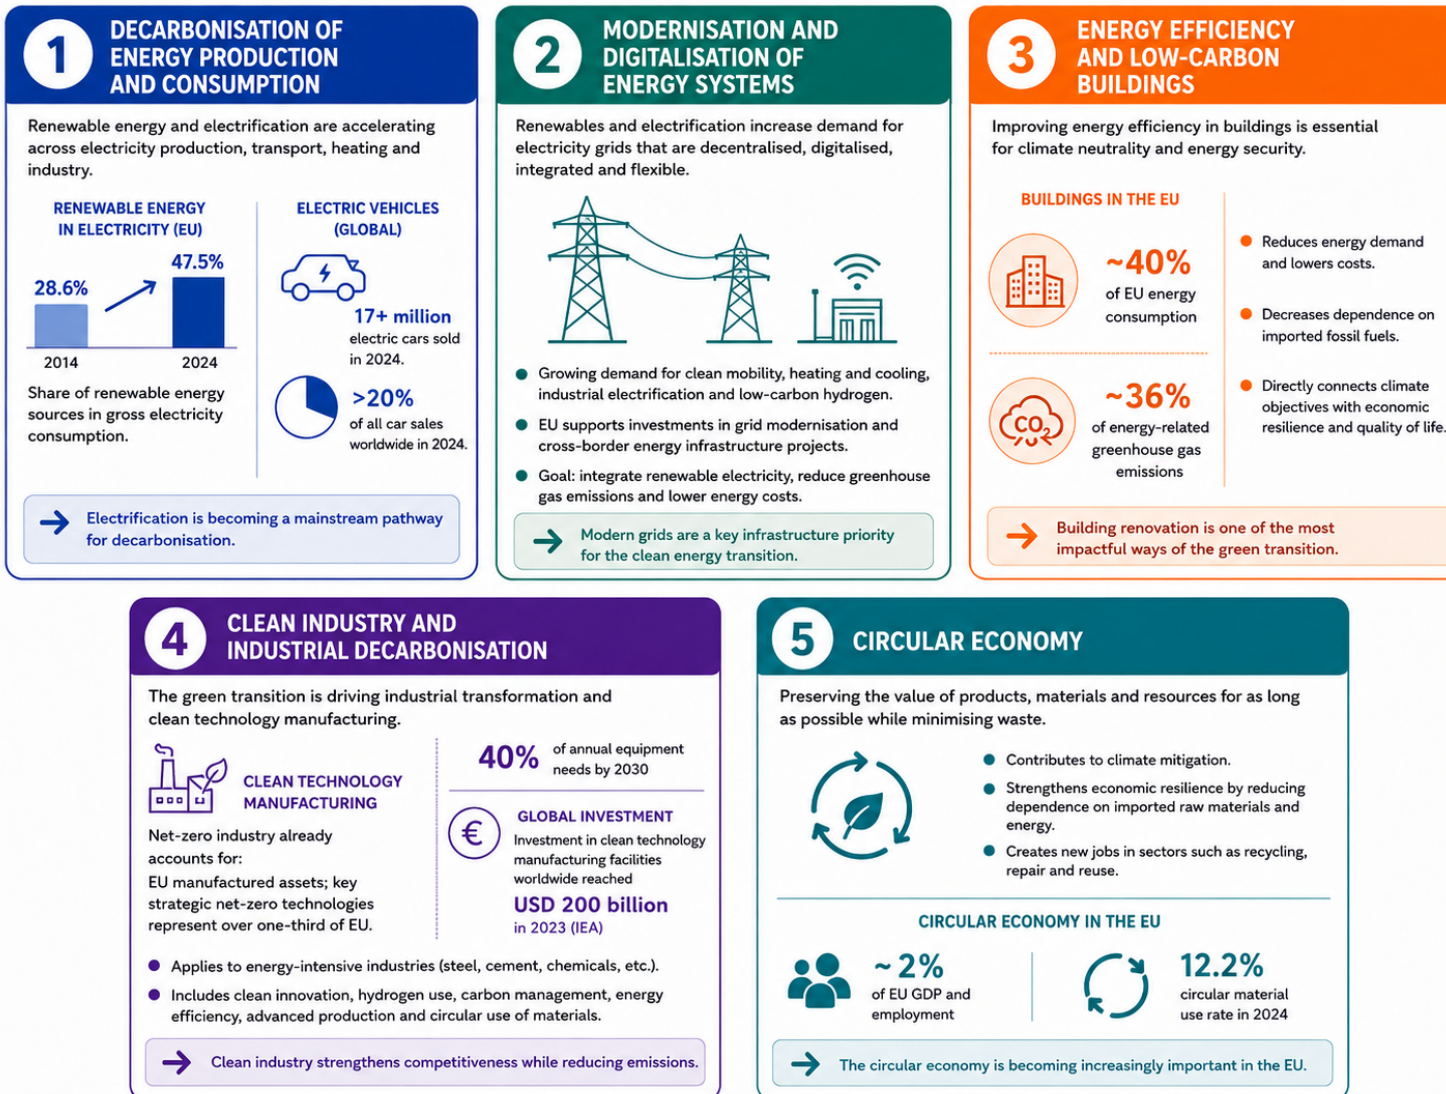 1
DECARBONISATION OF
ENERGY PRODUCTION
AND CONSUMPTION
Renewable energy and electrification are accelerating
across electricity production, transport, heating and
industry.
RENEWABLE ENERGY
IN ELECTRICITY (EU)
28.6%
47.5%
2014
2024
Share of renewable energy
sources in gross electricity
consumption.
ELECTRIC VEHICLES
(GLOBAL)
17+ million
electric cars sold
in 2024.
>20%
of all car sales
worldwide in 2024.
Electrification is becoming a mainstream pathway
for decarbonisation.
2
MODERNISATION AND
DIGITALISATION OF
ENERGY SYSTEMS
Renewables and electrification increase demand for
electricity grids that are decentralised, digitalised,
integrated and flexible.
Growing demand for clean mobility, heating and cooling,
industrial electrification and low-carbon hydrogen.
EU supports investments in grid modernisation and
cross-border energy infrastructure projects.
Goal: integrate renewable electricity, reduce greenhouse
gas emissions and lower energy costs.
Modern grids are a key infrastructure priority
for the clean energy transition.
3
ENERGY EFFICIENCY
AND LOW-CARBON
BUILDINGS
Improving energy efficiency in buildings is essential
for climate neutrality and energy security.
BUILDINGS IN THE EU
~40%
of EU energy
consumption
CO₂
~36%
of energy-related
greenhouse gas
emissions
Reduces energy demand
and lowers costs.
Decreases dependence on
imported fossil fuels.
Directly connects climate
objectives with economic
resilience and quality of life.
Building renovation is one of the most
impactful ways of the green transition.
4
CLEAN INDUSTRY AND
INDUSTRIAL DECARBONISATION
The green transition is driving industrial transformation and
clean technology manufacturing.
CLEAN TECHNOLOGY
MANUFACTURING
Net-zero industry already
accounts for:
EU manufactured assets; key
strategic net-zero technologies
represent over one-third of EU.
40%
of annual equipment
needs by 2030
€
GLOBAL INVESTMENT
Investment in clean technology
manufacturing facilities
worldwide reached
USD 200 billion
in 2023 (IEA)
Applies to energy-intensive industries (steel, cement, chemicals, etc.).
Includes clean innovation, hydrogen use, carbon management, energy
efficiency, advanced production and circular use of materials.
Clean industry strengthens competitiveness while reducing emissions.
5
CIRCULAR ECONOMY
Preserving the value of products, materials and resources for as long
as possible while minimising waste.
Contributes to climate mitigation.
Strengthens economic resilience by reducing
dependence on imported raw materials and
energy.
Creates new jobs in sectors such as recycling,
repair and reuse.
CIRCULAR ECONOMY IN THE EU
~ 2%
of EU GDP and
employment
12.2%
circular material
use rate in 2024
The circular economy is becoming increasingly important in the EU.